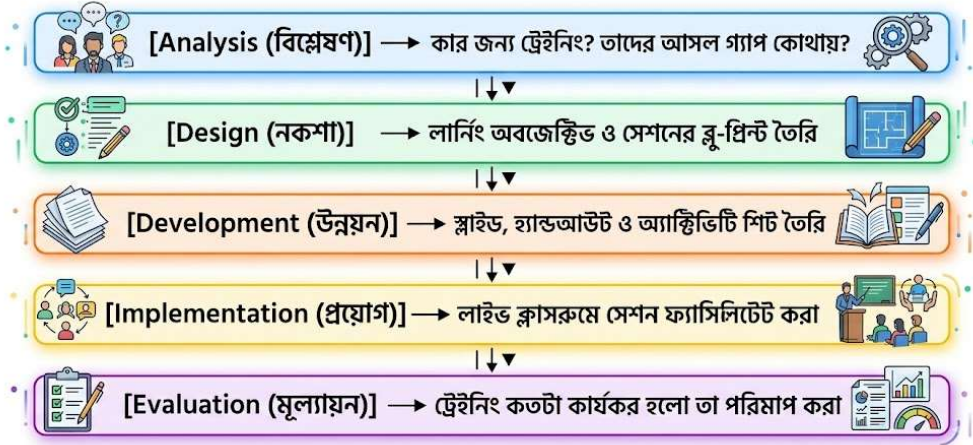 [Analysis (বিশ্লেষণ)] → কার জন্য ট্রেইনিং? তাদের আসল গ্যাপ কোথায়?
[Design (নকশা)] → লার্নিং অবজেক্টিভ ও সেশনের ব্লু-প্রিন্ট তৈরি
[Development (উন্নয়ন)] → স্লাইড, হ্যান্ডআউট ও অ্যাক্টিভিটি শিট তৈরি
[Implementation (প্রয়োগ)] → লাইভ ক্লাসরুমে সেশন ফ্যাসিলিটেট করা
[Evaluation (মূল্যায়ন)] → ট্রেইনিং কতটা কার্যকর হলো তা পরিমাপ করা